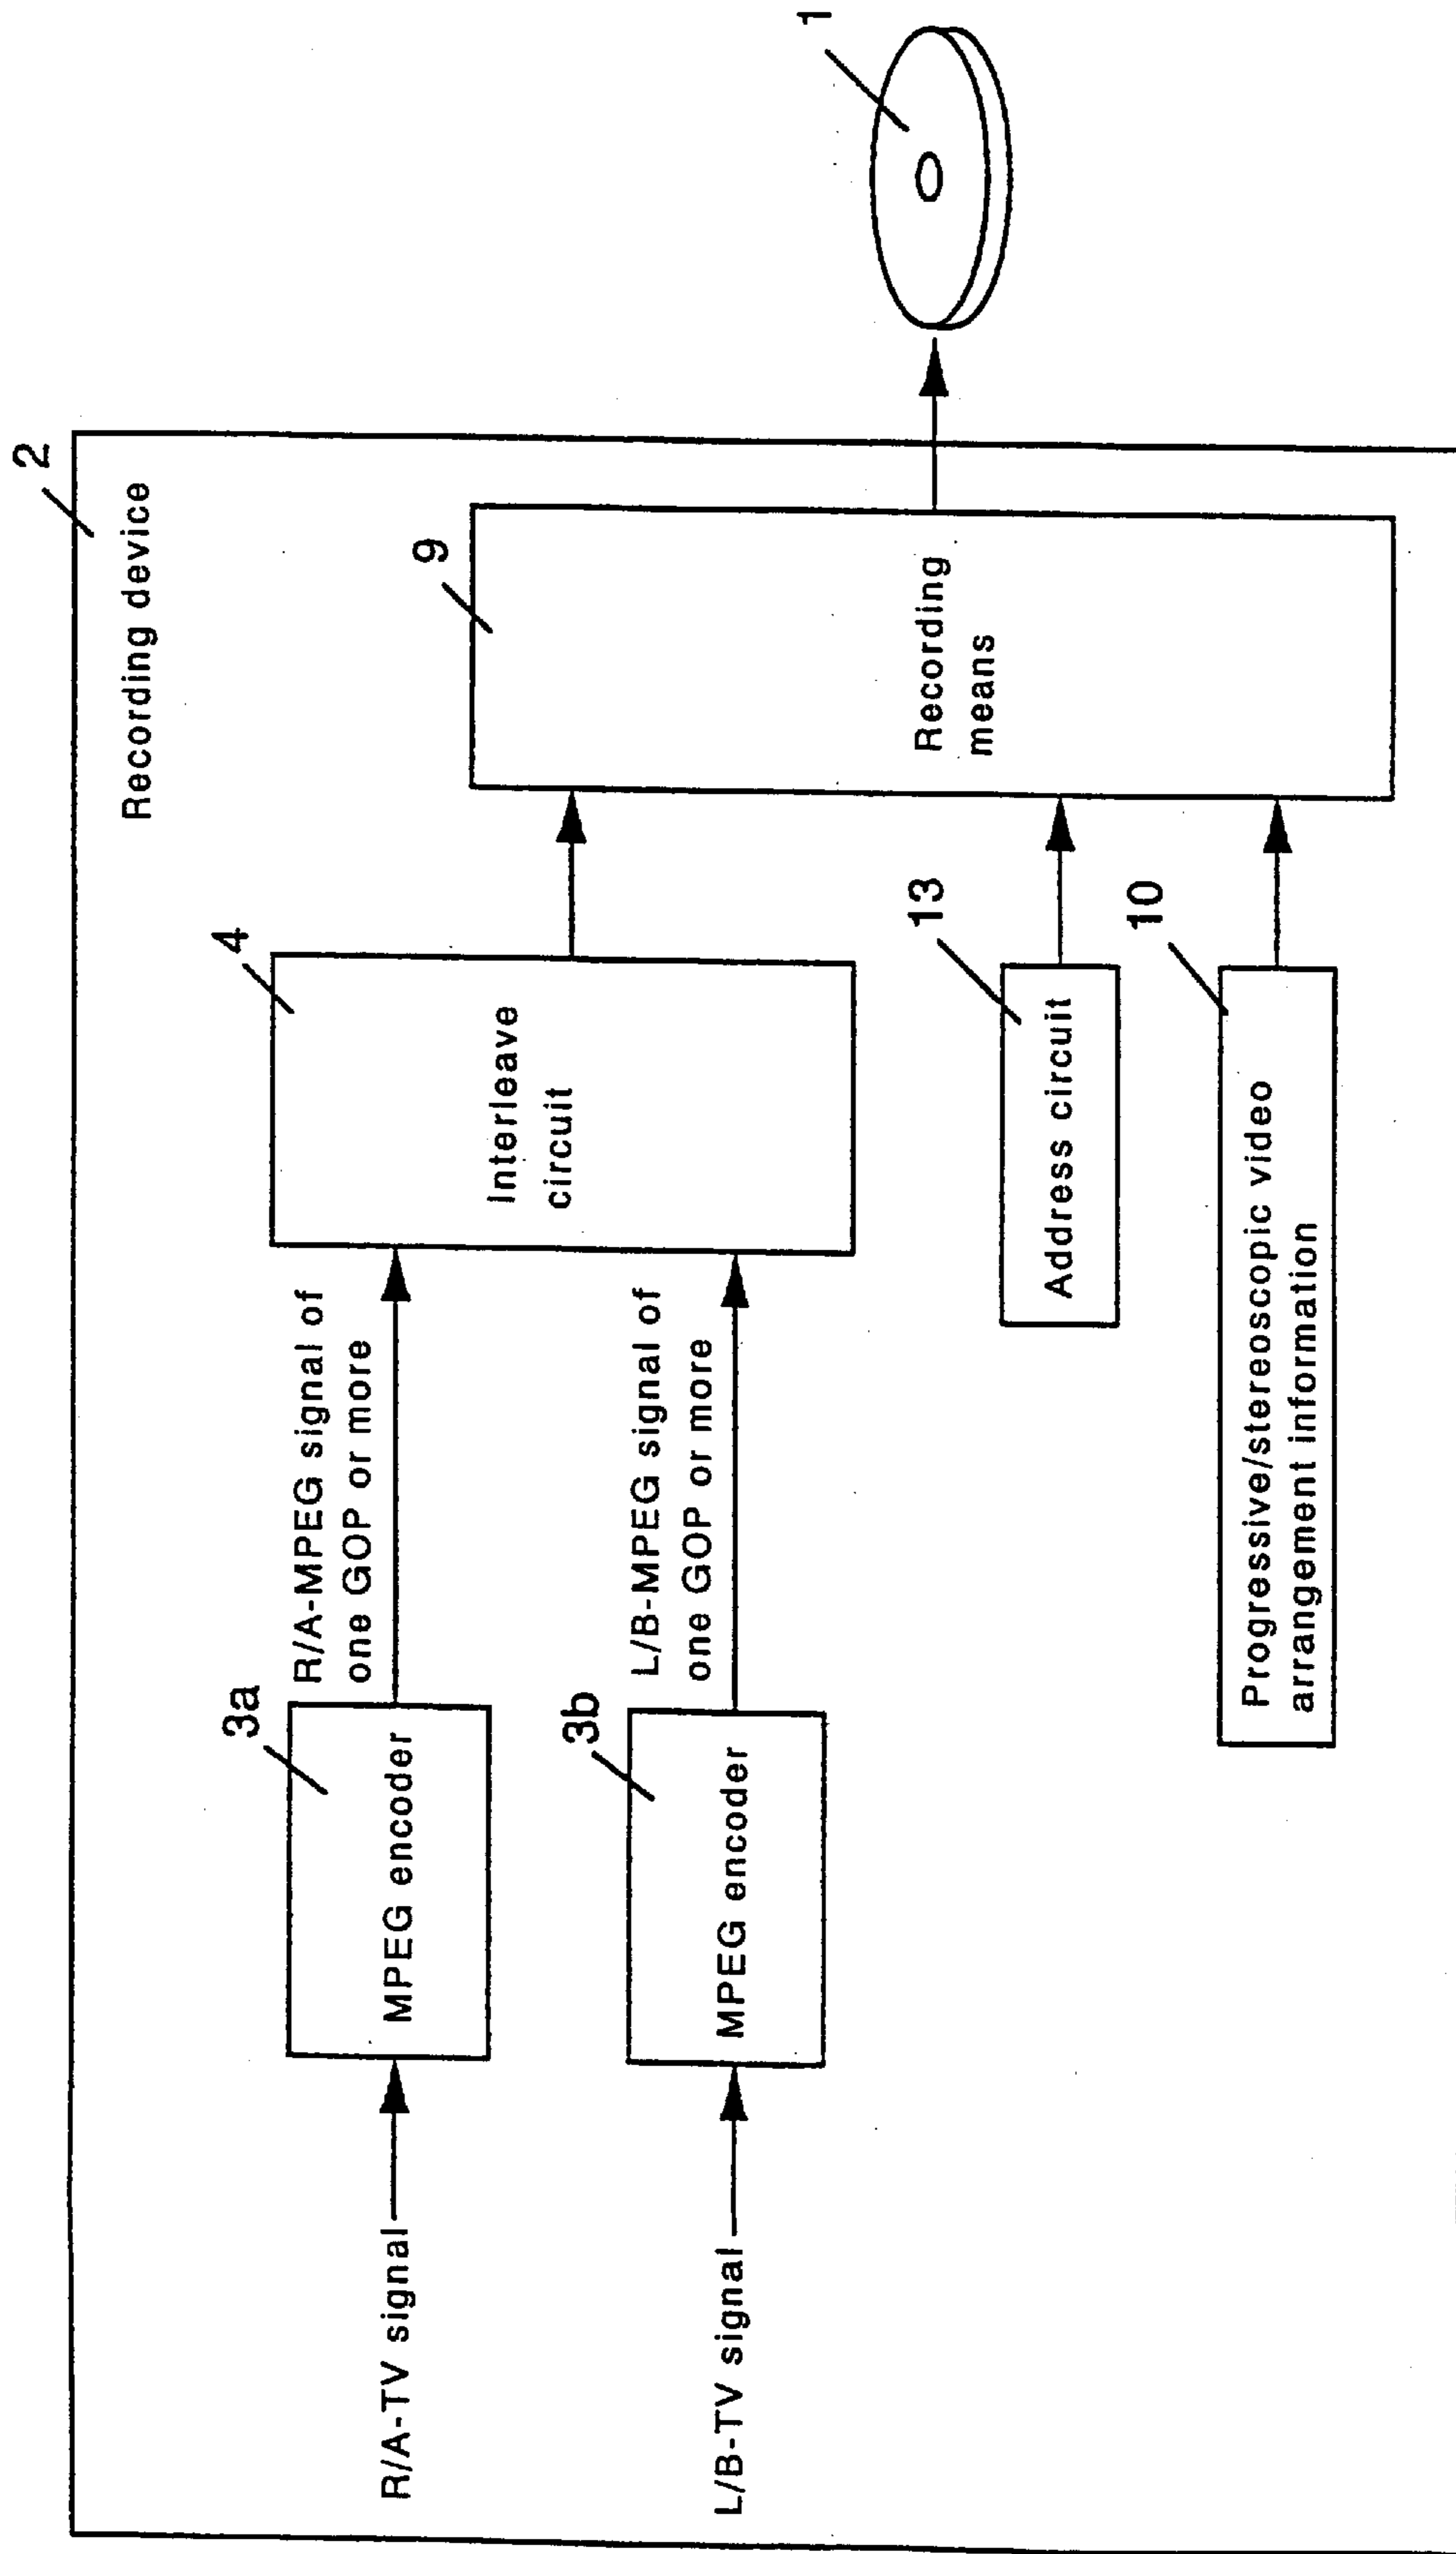 2
Recording device
1
9
Recording
means
4
Interleave
circuit
R/A-MPEG signal of
one GOP or more
3a
MPEG encoder
R/A-TV signal
L/B-MPEG signal of
one GOP or more
3b
MPEG encoder
L/B-TV signal
13
Address circuit
10
Progressive/stereoscopic video
arrangement information